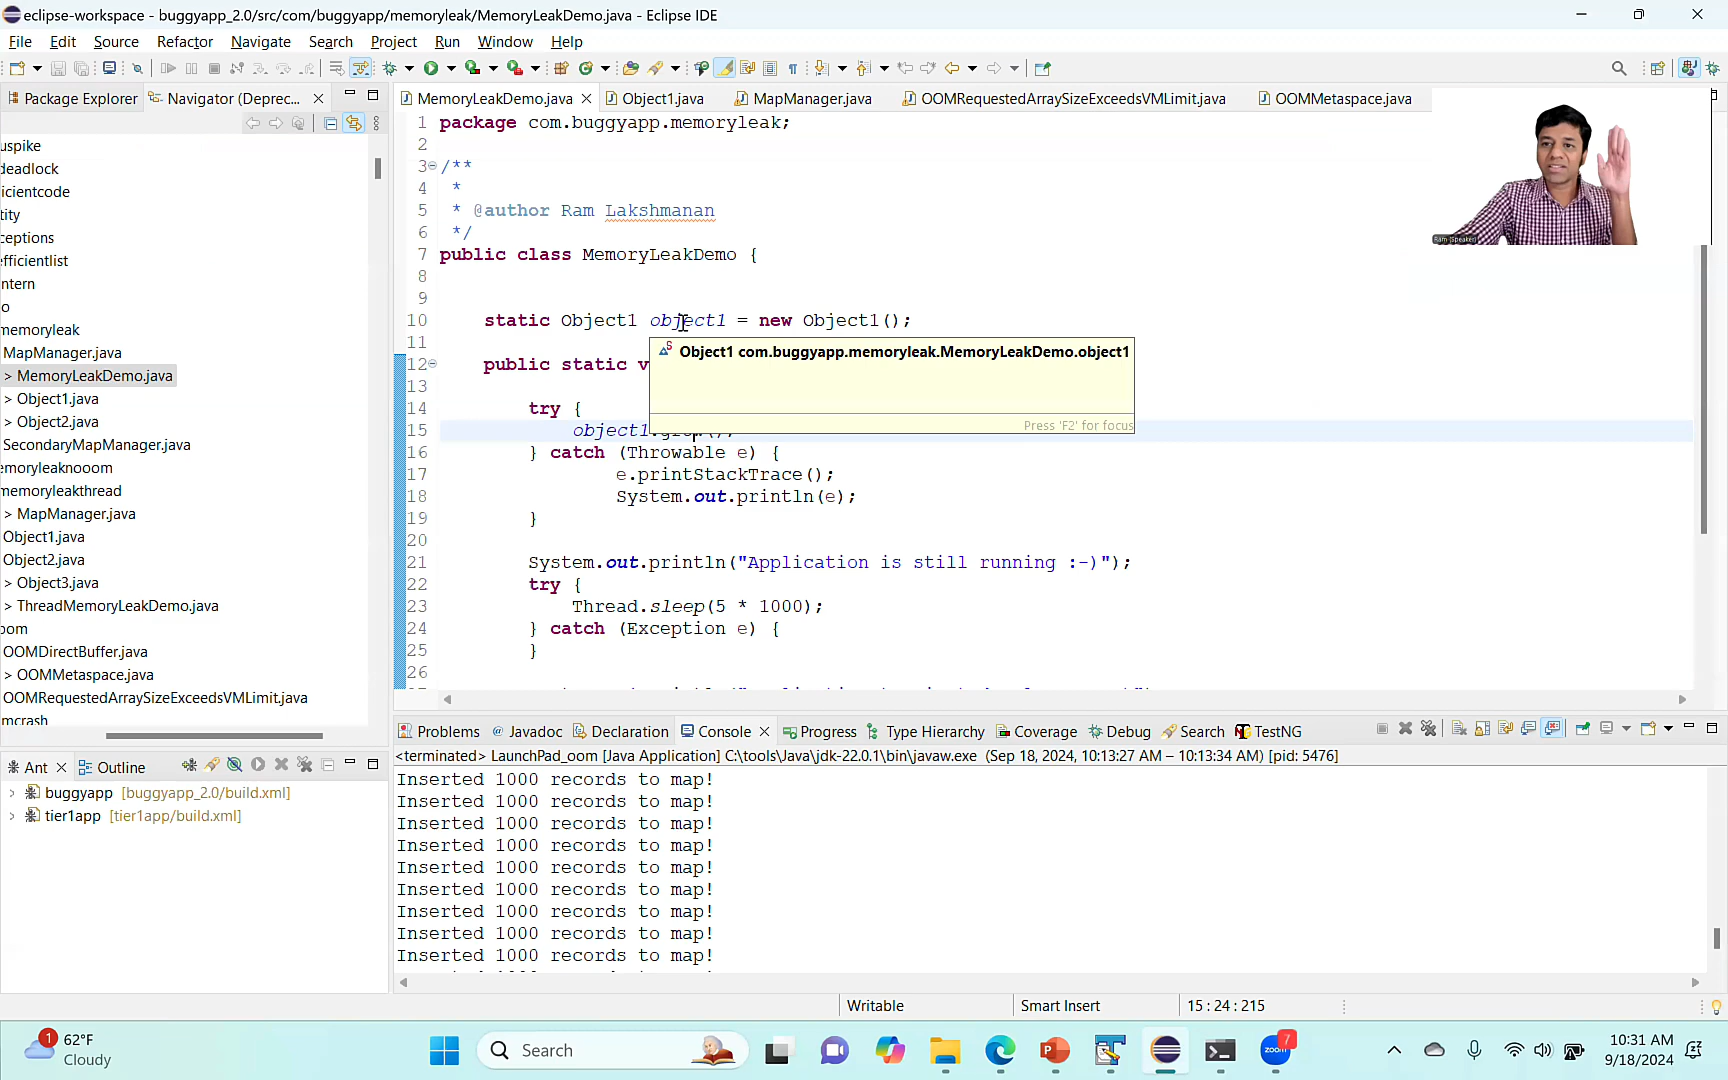 eclipse-workspace - buggyapp_2.0/src/com/buggyapp/memoryleak/MemoryLeakDemo.java - Eclipse IDE
File Edit Source Refactor Navigate Search Project Run Window Help
Package Explorer Navigator (Deprec...
MemoryLeakDemo.java Object1.java MapManager.java OOMRequestedArraySizeExceedsVMLimit.java OOMMetaspace.java
uspike
deadlock
icientcode
tity
ceptions
efficientlist
ntern
o
memoryleak
MapManager.java
> MemoryLeakDemo.java
> Object1.java
> Object2.java
SecondaryMapManager.java
emoryleaknooom
memoryleakthread
> MapManager.java
Object1.java
Object2.java
> Object3.java
> ThreadMemoryLeakDemo.java
oom
OOMDirectBuffer.java
> OOMMetaspace.java
OOMRequestedArraySizeExceedsVMLimit.java
mcrash
1 package com.buggyapp.memoryleak;
2
3 /**
4 *
5 * @author Ram Lakshmanan
6 */
7 public class MemoryLeakDemo {
8
9
10 static Object1 object1 = new Object1();
11
12 public static v
13
14 try {
15 object1.grow();
16 } catch (Throwable e) {
17 e.printStackTrace();
18 System.out.println(e);
19 }
20
21 System.out.println("Application is still running :-)");
22 try {
23 Thread.sleep(5 * 1000);
24 } catch (Exception e) {
25 }
26
Object1 com.buggyapp.memoryleak.MemoryLeakDemo.object1
Press 'F2' for focus
Ram (Speaker)
Ant Outline
buggyapp [buggyapp_2.0/build.xml]
tier1app [tier1app/build.xml]
Problems @ Javadoc Declaration Console Progress Type Hierarchy Coverage Debug Search TestNG
<terminated> LaunchPad_oom [Java Application] C:\tools\Java\jdk-22.0.1\bin\javaw.exe (Sep 18, 2024, 10:13:27 AM – 10:13:34 AM) [pid: 5476]
Inserted 1000 records to map!
Inserted 1000 records to map!
Inserted 1000 records to map!
Inserted 1000 records to map!
Inserted 1000 records to map!
Inserted 1000 records to map!
Inserted 1000 records to map!
Inserted 1000 records to map!
Inserted 1000 records to map!
Writable Smart Insert 15 : 24 : 215
1 62°F
Cloudy
Search
zoom 7
10:31 AM
9/18/2024